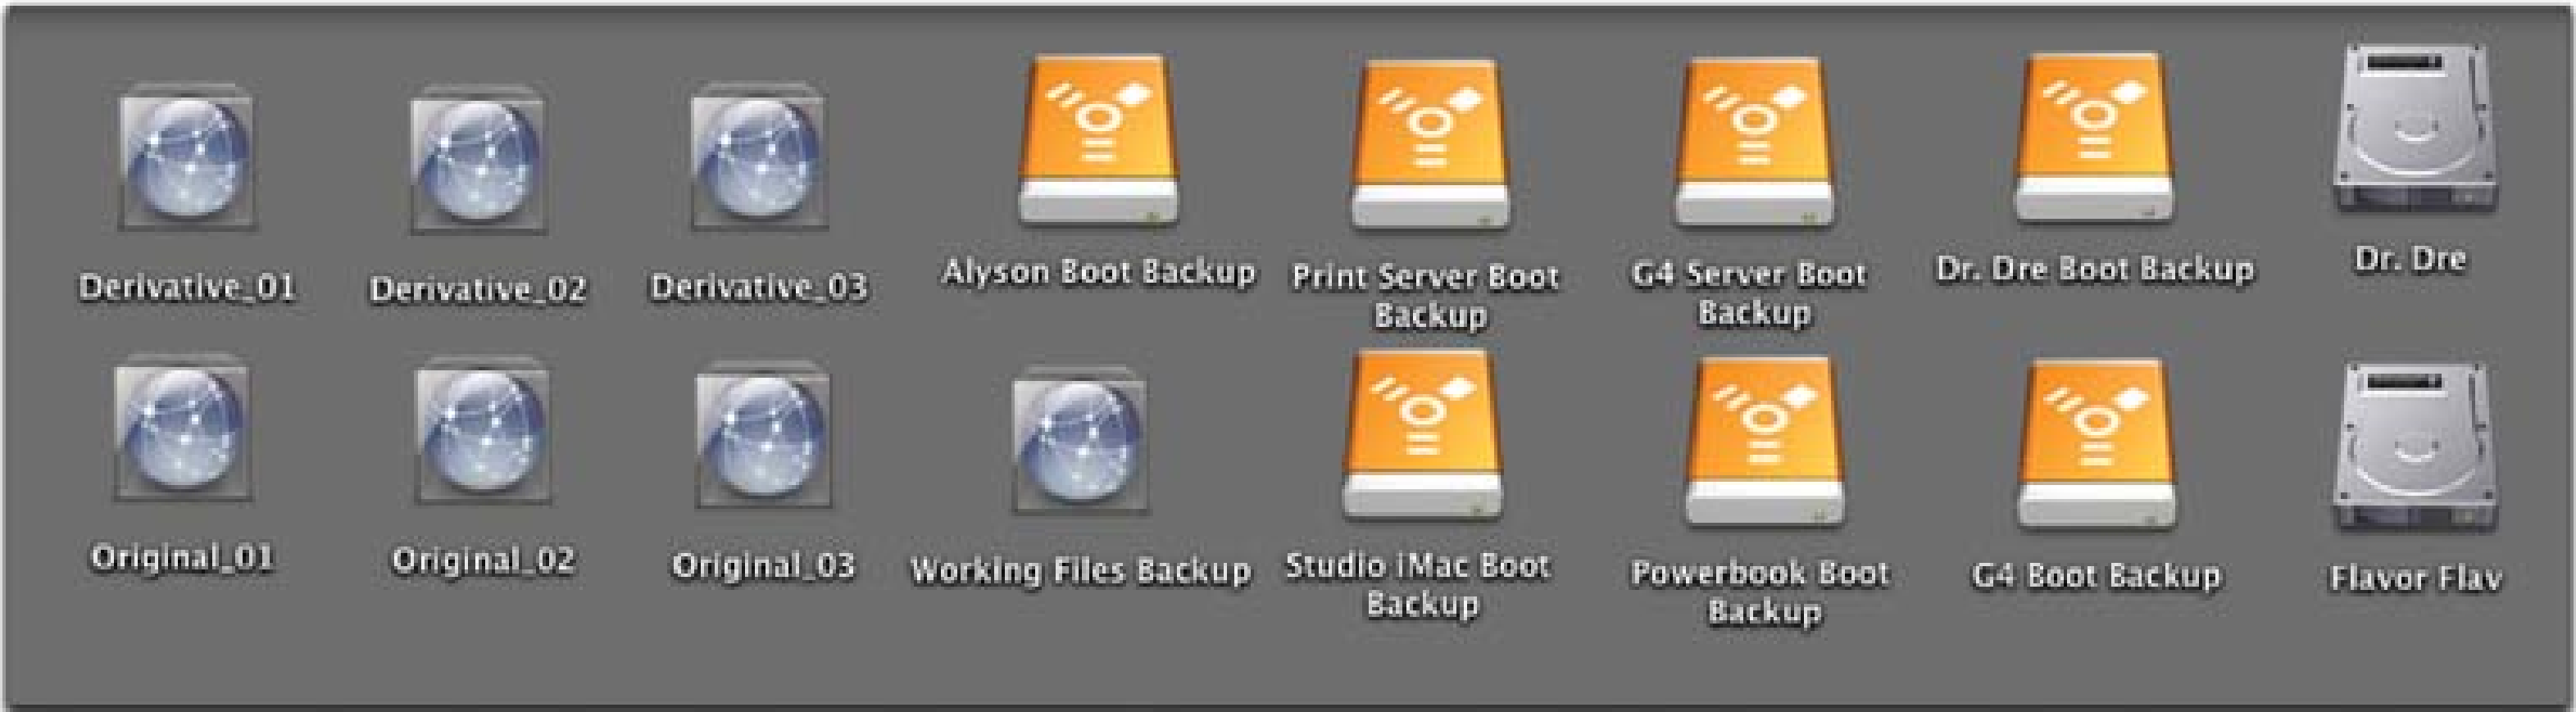 Derivative_01
Derivative_02
Derivative_03
Alyson Boot Backup
Print Server Boot
Backup
G4 Server Boot
Backup
Dr. Dre Boot Backup
Dr. Dre
Original_01
Original_02
Original_03
Working Files Backup
Studio iMac Boot
Backup
Powerbook Boot
Backup
G4 Boot Backup
Flavor Flav